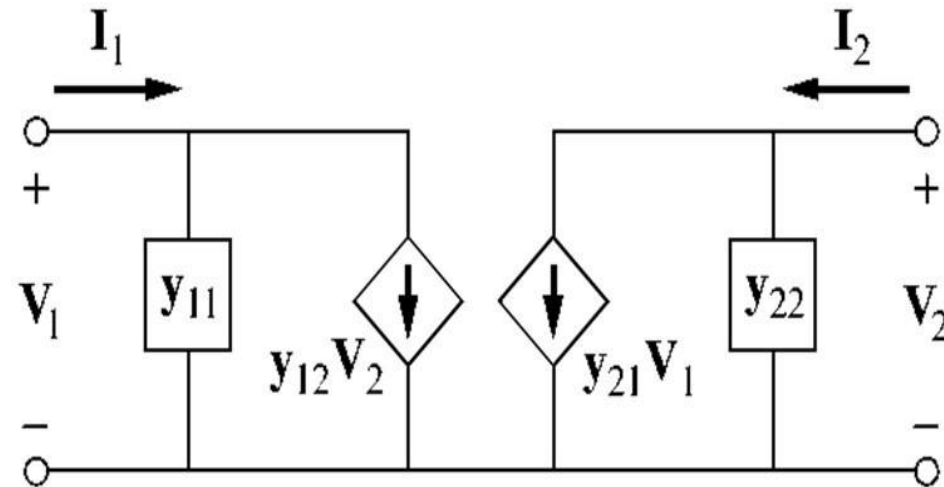 I₁ I₂
+ +
V₁ y₁₁ y₂₂ V₂
y₁₂V₂ y₂₁V₁
− −